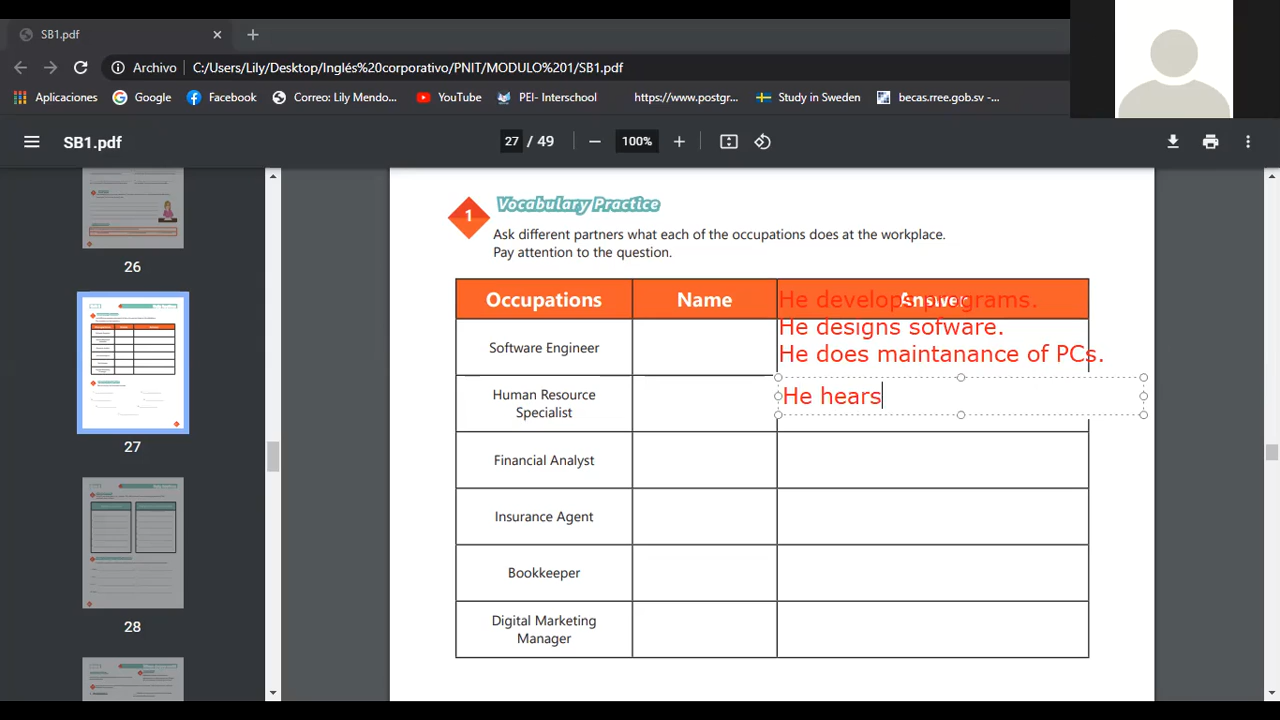 SB1.pdf
Archivo C:/Users/Lily/Desktop/Inglés%20corporativo/PNIT/MODULO%201/SB1.pdf
Aplicaciones Google Facebook Correo: Lily Mendo... YouTube PEI- Interschool https://www.postgr... Study in Sweden becas.rree.gob.sv -...
SB1.pdf 27 / 49 100%
26
27
28
1 Vocabulary Practice
Ask different partners what each of the occupations does at the workplace.
Pay attention to the question.
Occupations Name Answer
He develops programs.
He designs sofware.
Software Engineer
He does maintanance of PCs.
Human Resource
Specialist
He hears
Financial Analyst
Insurance Agent
Bookkeeper
Digital Marketing
Manager